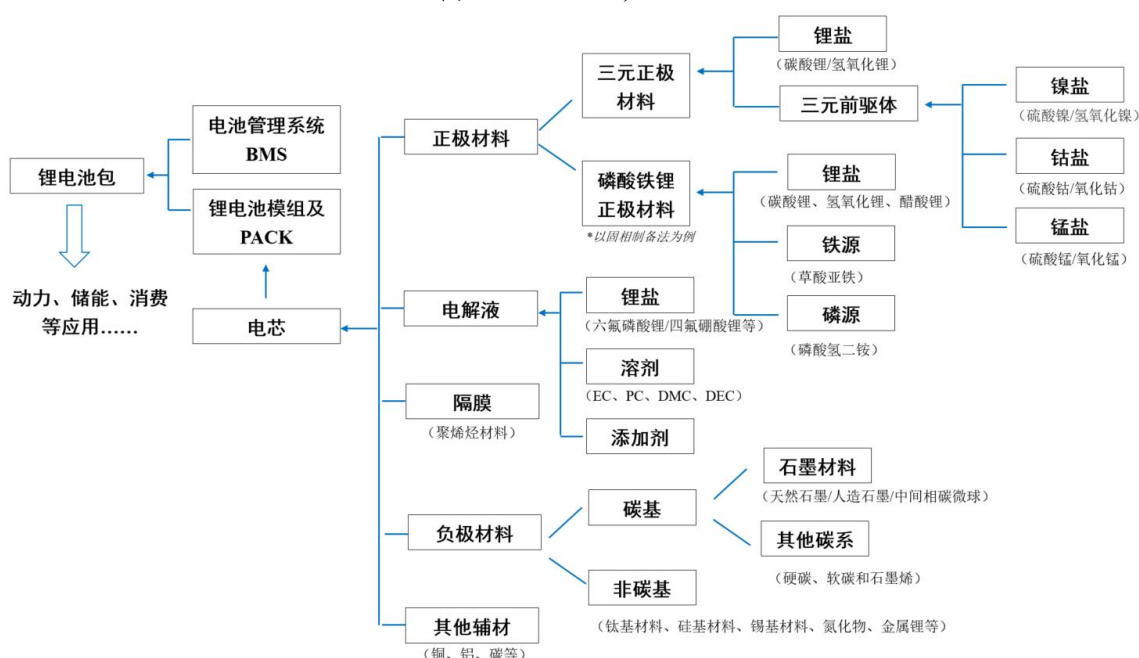 锂盐
（碳酸锂/氢氧化锂）
三元正极
材料
三元前驱体
镍盐
（硫酸镍/氢氧化镍）
钴盐
（硫酸钴/氧化钴）
锰盐
（硫酸锰/氧化锰）
电池管理系统
BMS
正极材料
锂电池包
锂电池模组及
PACK
磷酸铁锂
正极材料
*以固相制备法为例
锂盐
（碳酸锂、氢氧化锂、醋酸锂）
铁源
（草酸亚铁）
磷源
（磷酸氢二铵）
动力、储能、消费
等应用……
电芯
电解液
锂盐
（六氟磷酸锂/四氟硼酸锂等）
溶剂
（EC、PC、DMC、DEC）
添加剂
隔膜
（聚烯烃材料）
负极材料
碳基
石墨材料
（天然石墨/人造石墨/中间相碳微球）
其他碳系
（硬碳、软碳和石墨烯）
非碳基
（钛基材料、硅基材料、锡基材料、氮化物、金属锂等）
其他辅材
（铜、铝、碳等）